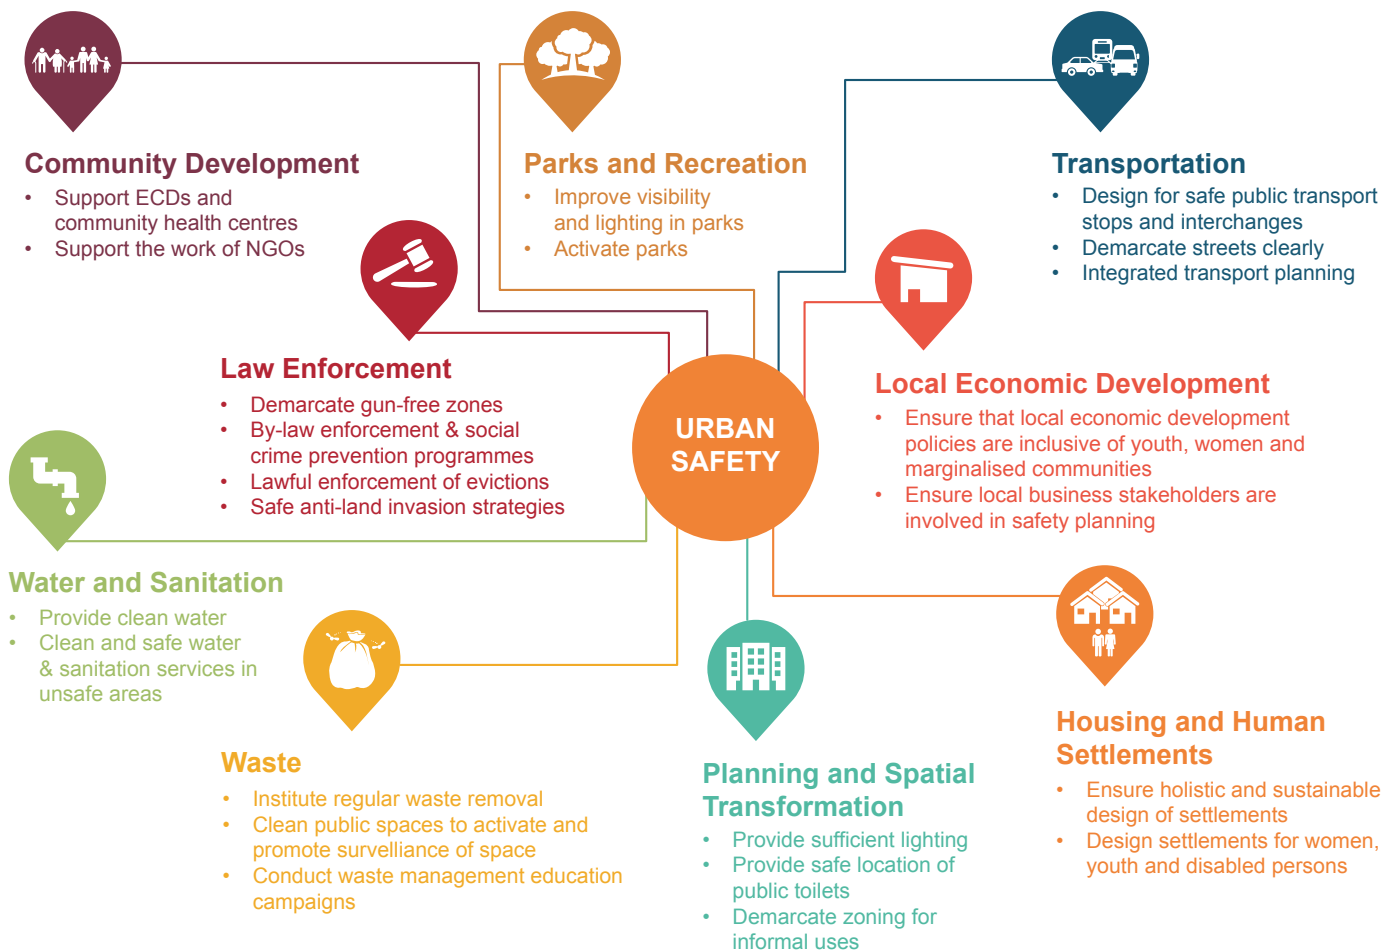 Community Development
• Support ECDs and
community health centres
• Support the work of NGOs
Parks and Recreation
• Improve visibility
and lighting in parks
• Activate parks
Transportation
• Design for safe public transport
stops and interchanges
• Demarcate streets clearly
• Integrated transport planning
Law Enforcement
• Demarcate gun-free zones
• By-law enforcement & social
crime prevention programmes
• Lawful enforcement of evictions
• Safe anti-land invasion strategies
URBAN
SAFETY
Local Economic Development
• Ensure that local economic development
policies are inclusive of youth, women and
marginalised communities
• Ensure local business stakeholders are
involved in safety planning
Water and Sanitation
• Provide clean water
• Clean and safe water
& sanitation services in
unsafe areas
Waste
• Institute regular waste removal
• Clean public spaces to activate and
promote survelliance of space
• Conduct waste management education
campaigns
Planning and Spatial
Transformation
• Provide sufficient lighting
• Provide safe location of
public toilets
• Demarcate zoning for
informal uses
Housing and Human
Settlements
• Ensure holistic and sustainable
design of settlements
• Design settlements for women,
youth and disabled persons